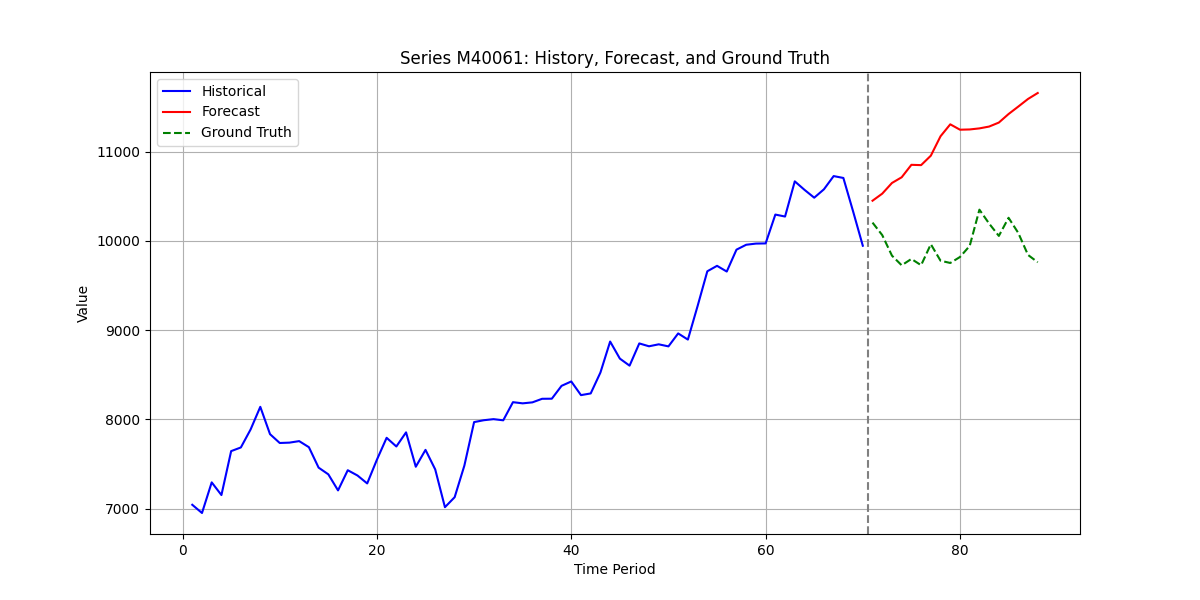 Series M40061: History, Forecast, and Ground Truth
Historical
Forecast
Ground Truth
11000
10000
9000
8000
7000
Value
0 20 40 60 80
Time Period